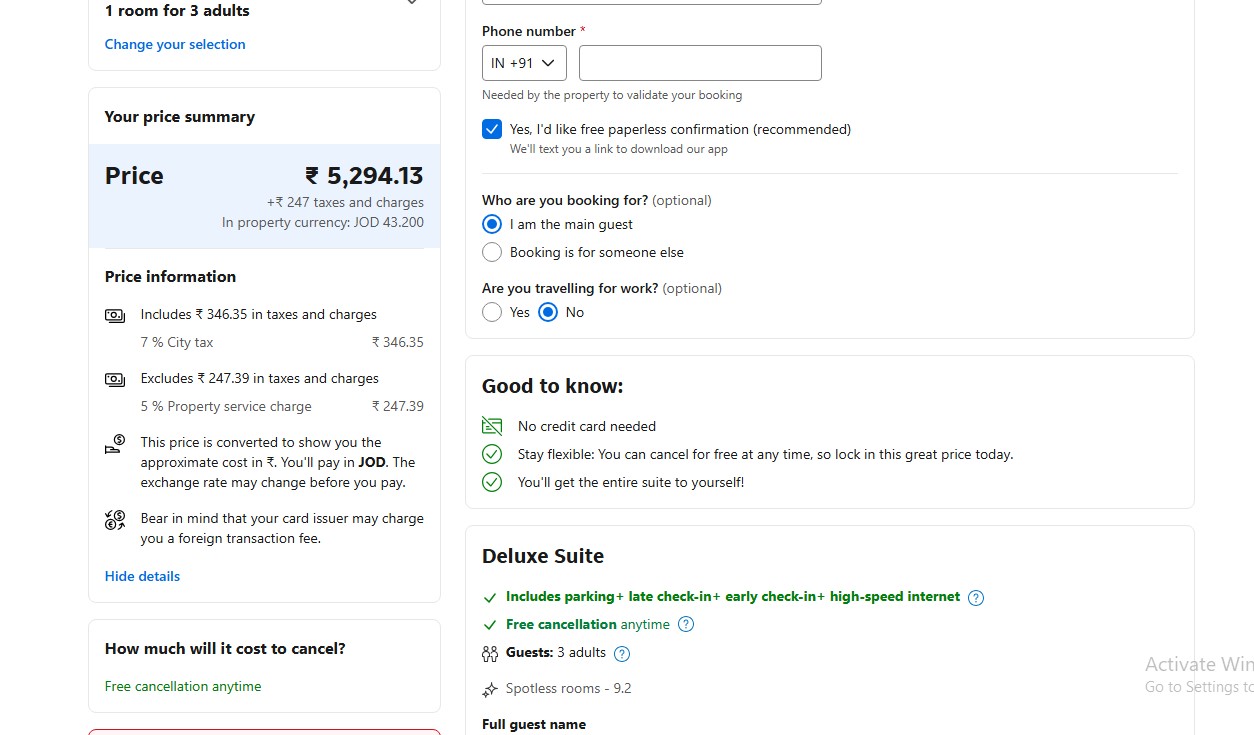 1 room for 3 adults
Change your selection
Your price summary
Price ₹ 5,294.13
+₹ 247 taxes and charges
In property currency: JOD 43.200
Price information
Includes ₹ 346.35 in taxes and charges
7 % City tax ₹ 346.35
Excludes ₹ 247.39 in taxes and charges
5 % Property service charge ₹ 247.39
This price is converted to show you the
approximate cost in ₹. You'll pay in JOD. The
exchange rate may change before you pay.
Bear in mind that your card issuer may charge
you a foreign transaction fee.
Hide details
How much will it cost to cancel?
Free cancellation anytime
Phone number *
IN +91
Needed by the property to validate your booking
Yes, I'd like free paperless confirmation (recommended)
We'll text you a link to download our app
Who are you booking for? (optional)
I am the main guest
Booking is for someone else
Are you travelling for work? (optional)
Yes No
Good to know:
No credit card needed
Stay flexible: You can cancel for free at any time, so lock in this great price today.
You'll get the entire suite to yourself!
Deluxe Suite
Includes parking+ late check-in+ early check-in+ high-speed internet
Free cancellation anytime
Guests: 3 adults
Spotless rooms - 9.2
Full guest name
Activate Win
Go to Settings to